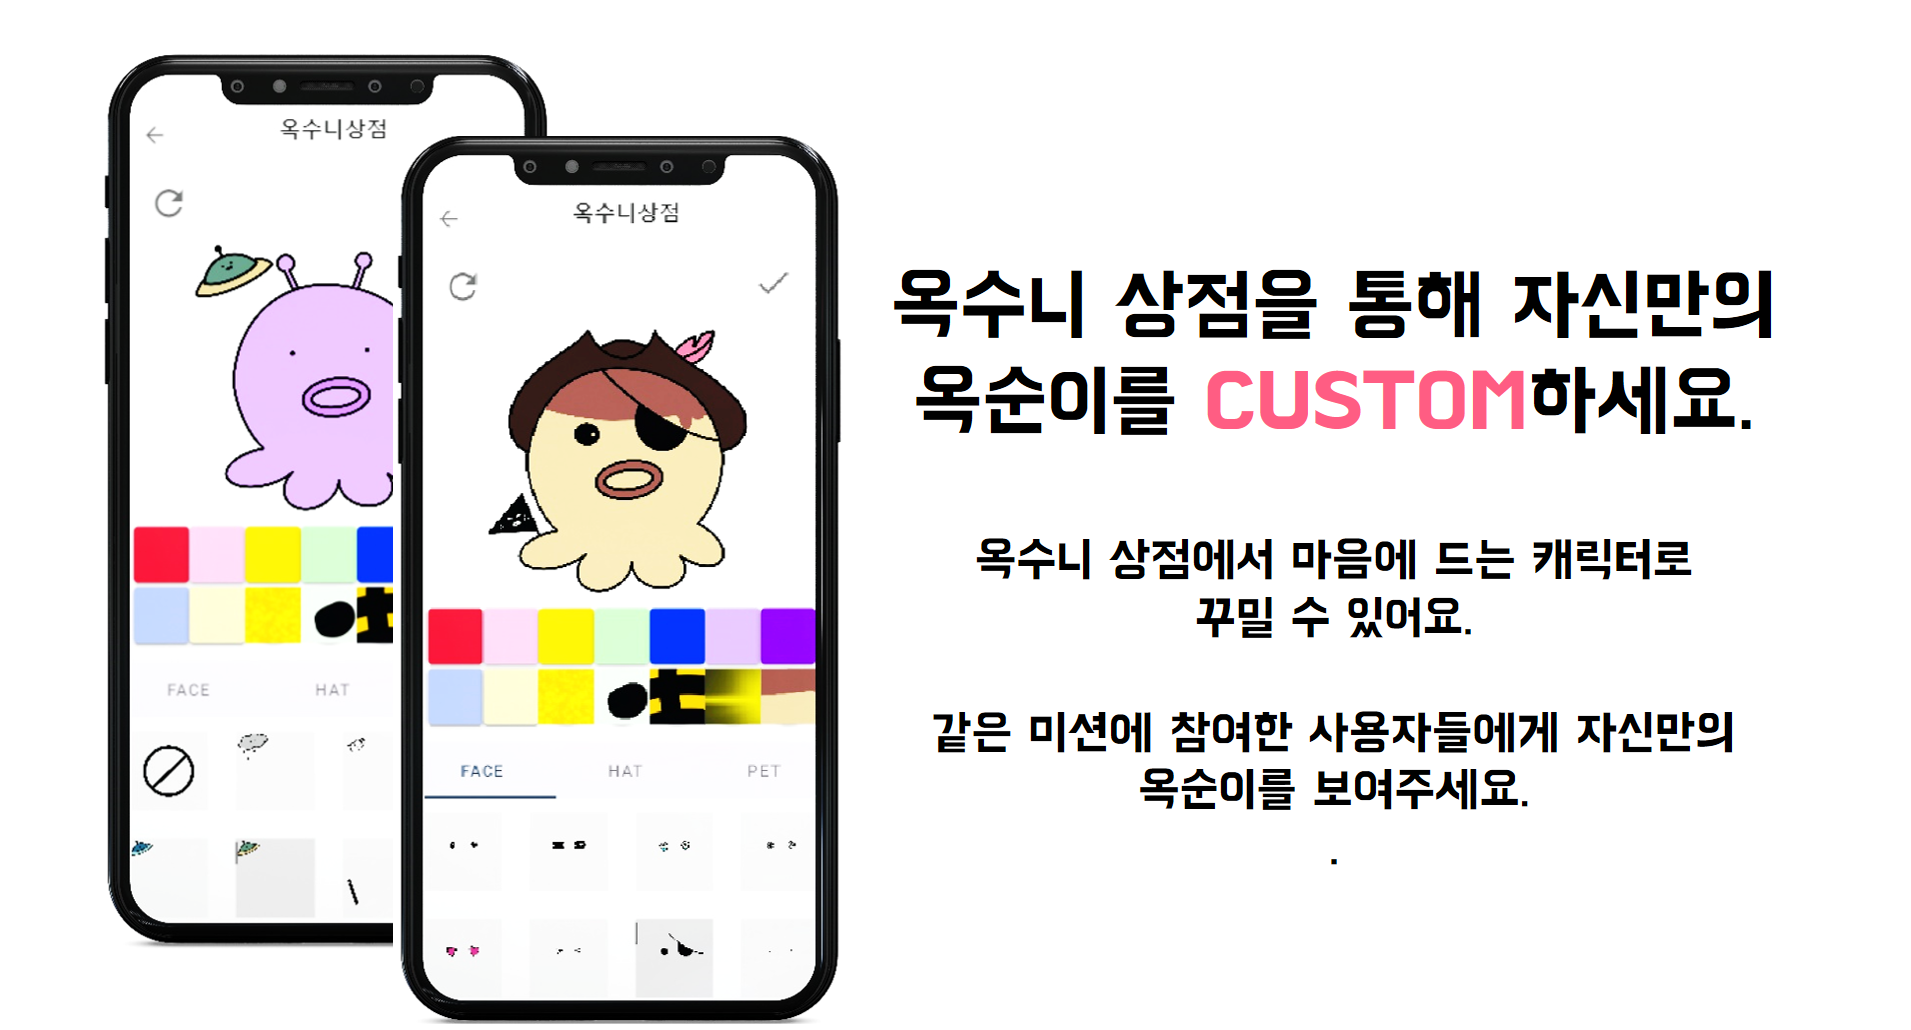 옥수니상점
FACE
HAT
옥수니상점
FACE
HAT
PET
옥수니 상점을 통해 자신만의
옥순이를 CUSTOM하세요.
옥수니 상점에서 마음에 드는 캐릭터로
꾸밀 수 있어요.
같은 미션에 참여한 사용자들에게 자신만의
옥순이를 보여주세요.
.